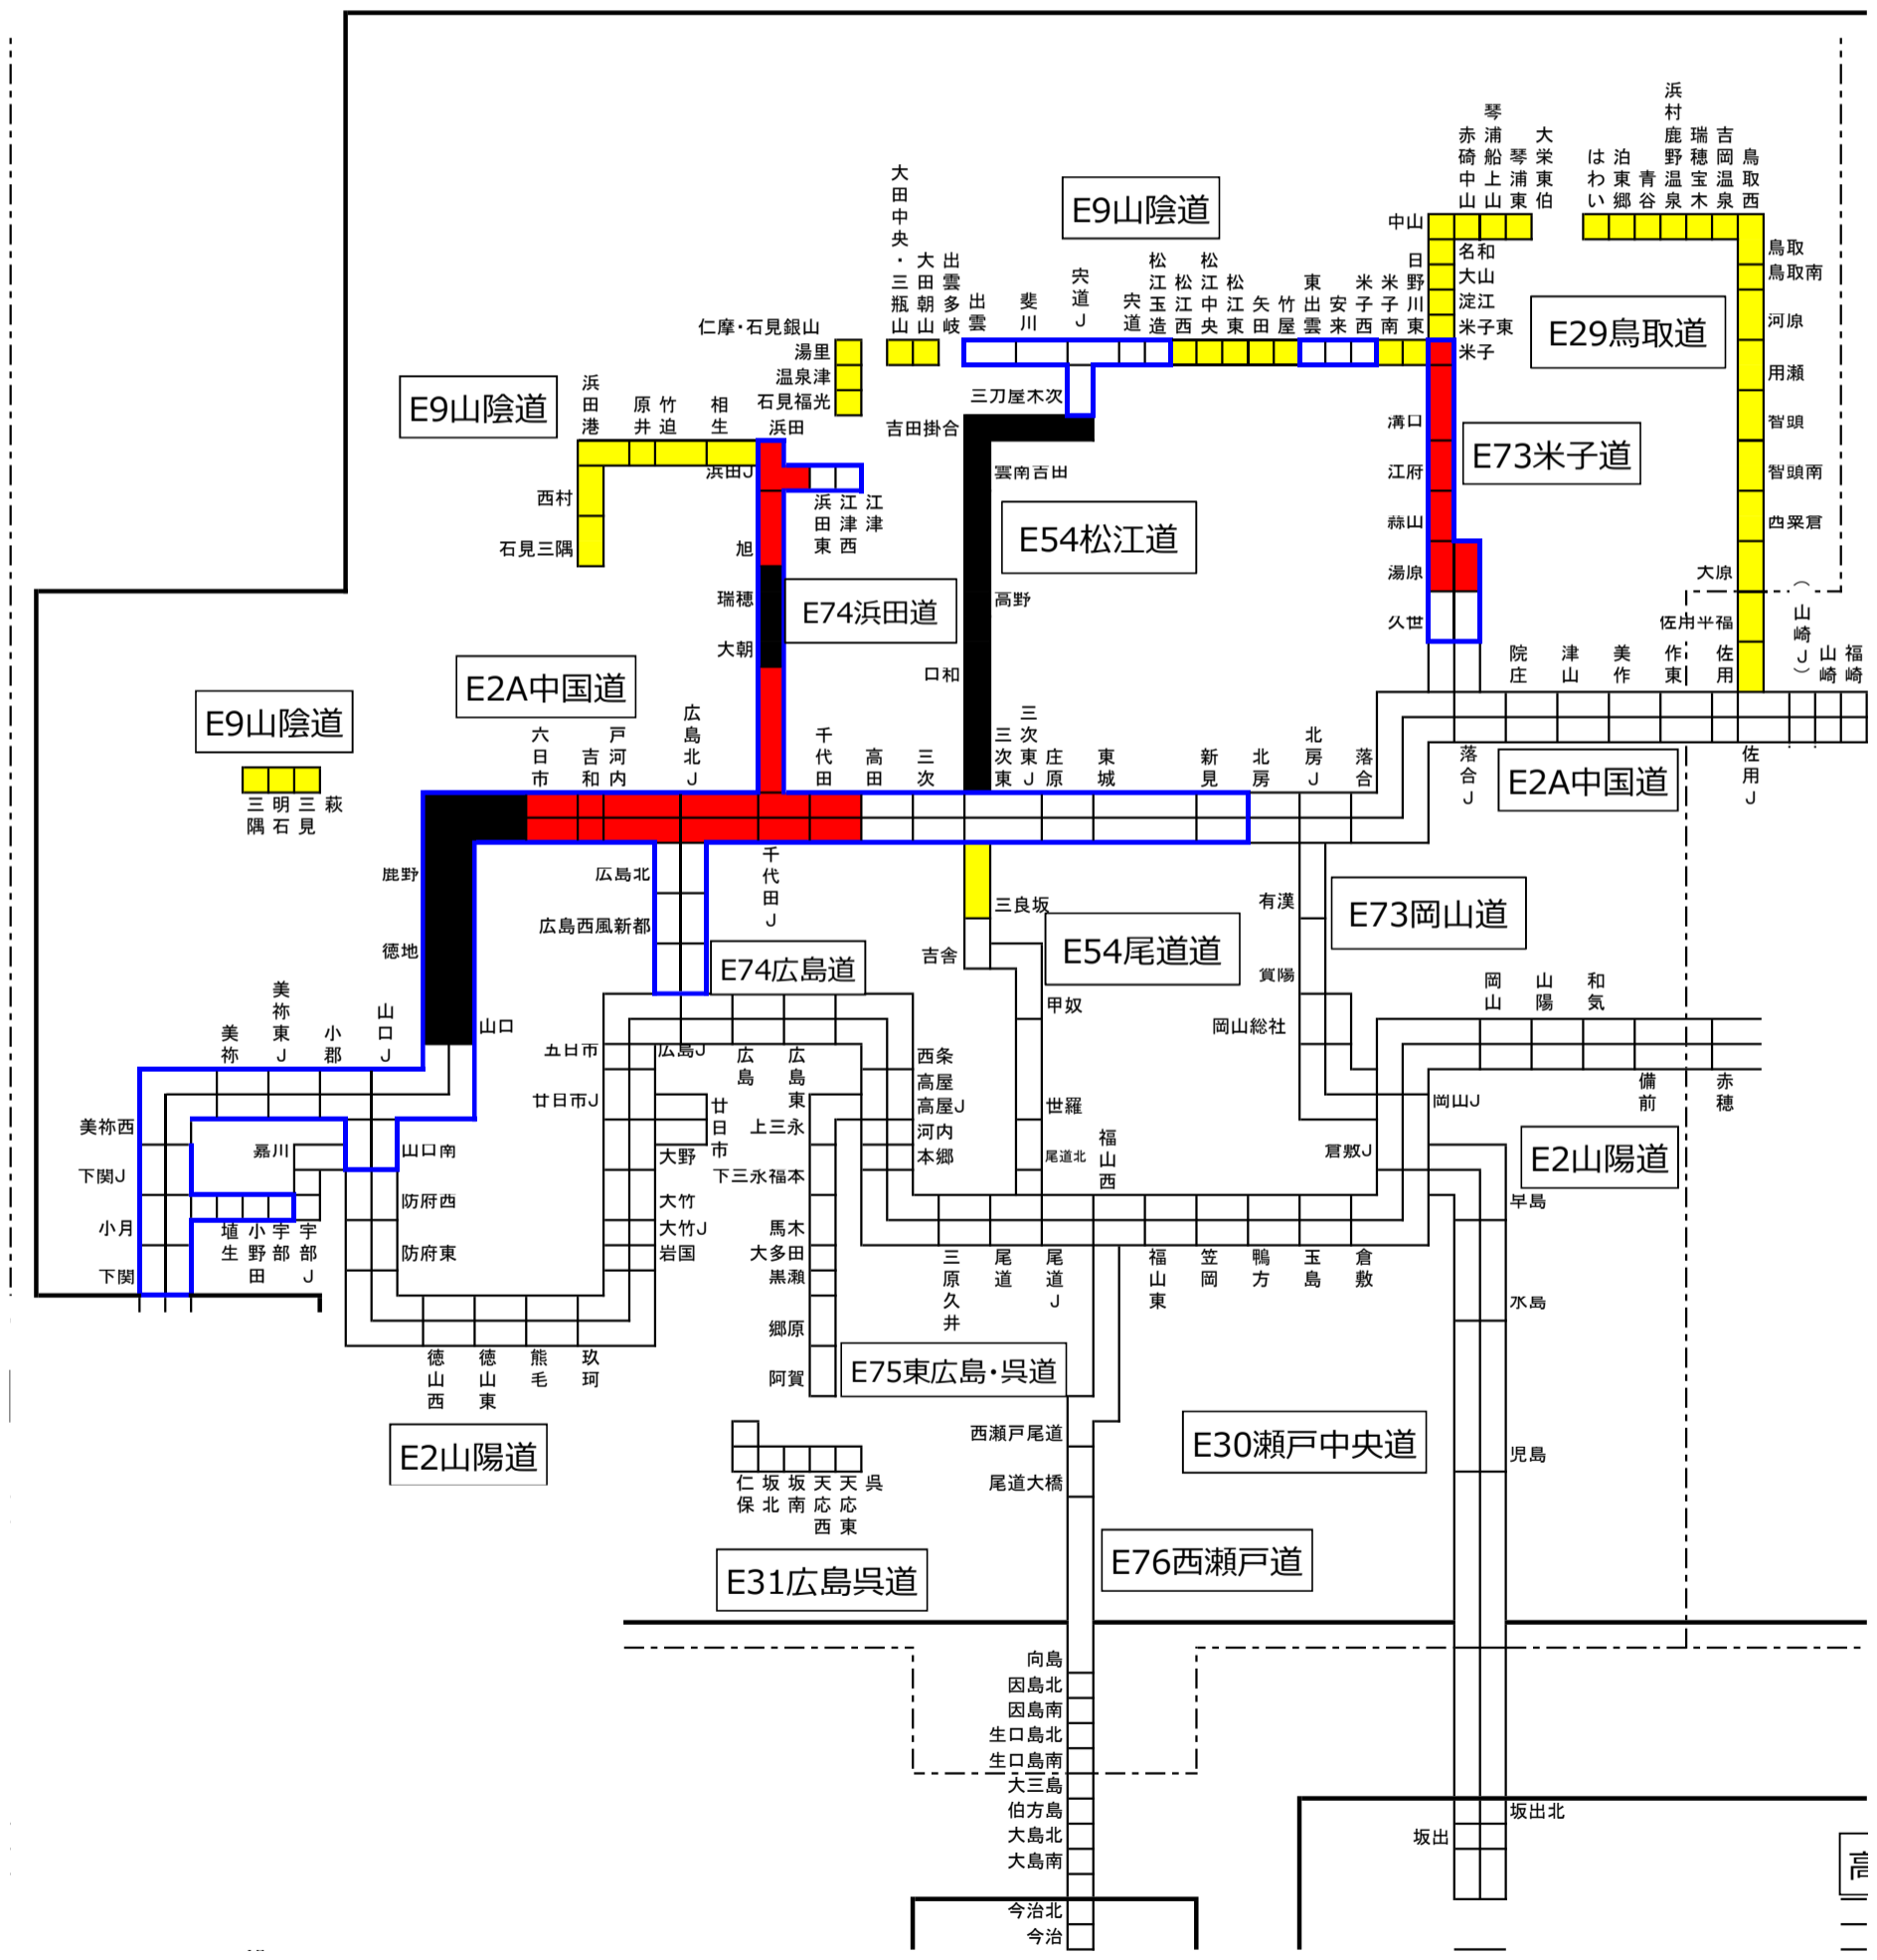 浜村鹿野温泉
琴浦船上山
赤碕中山
琴浦東
大栄東伯
はわい
泊東郷
青谷
瑞穂宝木
吉岡温泉
鳥取西
大田中央・三瓶山
E9山陰道
中山
鳥取
名和
大山
鳥取南
大田朝山
出雲多岐
出雲
斐川
宍道J
宍道
松江玉造
松江西
松江中央
松江東
矢田
竹屋
東出雲
安来
米子西
米子南
日野川東
淀江
米子東
米子
E29鳥取道
河原
仁摩・石見銀山
湯里
温泉津
石見福光
用瀬
E9山陰道
浜田港
原井
竹迫
相生
浜田
三刀屋木次
吉田掛合
溝口
智頭
浜田J
雲南吉田
江府
E73米子道
智頭南
西村
浜田東
江津西
江津
石見三隅
旭
E54松江道
蒜山
西粟倉
湯原
大原
瑞穂
E74浜田道
高野
久世
佐用平福
(山崎J)
山崎
福崎
大朝
口和
院庄
津山
美作
作東
佐用
E2A中国道
E9山陰道
六日市
吉和
戸河内
広島北J
千代田
高田
三次
三次東
三次東J
庄原
東城
新見
北房
北房J
落合
落合J
E2A中国道
佐用J
三隅
明石
三見
萩
鹿野
広島北
千代田J
三良坂
有漢
E73岡山道
徳地
広島西風新都
E74広島道
吉舎
E54尾道道
賀陽
岡山
山陽
和気
美祢
美祢東J
小郡
山口J
山口
甲奴
岡山総社
五日市
広島J
広島
広島東
西条
高屋
高屋J
河内
本郷
廿日市J
廿日市
世羅
岡山J
備前
赤穂
美祢西
嘉川
山口南
大野
上三永
尾道北
福山西
倉敷J
E2山陽道
下関J
下三永福本
防府西
大竹
早島
小月
埴生
小野田
宇部
宇部J
大竹J
馬木
防府東
岩国
大多田
三原久井
尾道
尾道J
福山東
笠岡
鴨方
玉島
倉敷
下関
黒瀬
水島
郷原
徳山西
徳山東
熊毛
玖珂
阿賀
E75東広島・呉道
E2山陽道
西瀬戸尾道
E30瀬戸中央道
児島
仁保
坂北
坂南
天応西
天応東
呉
尾道大橋
E31広島呉道
E76西瀬戸道
向島
因島北
因島南
生口島北
生口島南
大三島
伯方島
坂出北
大島北
坂出
大島南
高
今治北
今治